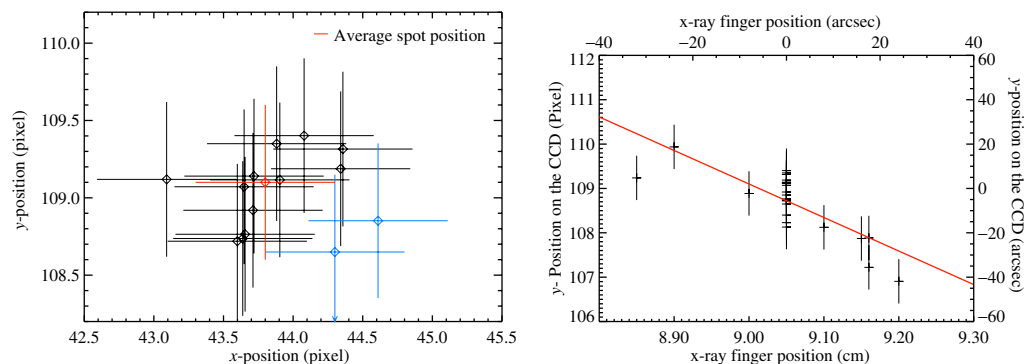 Average spot position
110.0
109.5
109.0
108.5
42.5 43.0 43.5 44.0 44.5 45.0 45.5
x-position (pixel)
y-position (pixel)
x-ray finger position (arcsec)
-40 -20 0 20 40
112
111
110
109
108
107
106
60
40
20
0
-20
-40
-60
y- Position on the CCD (Pixel)
y-position on the CCD (arcsec)
8.90 9.00 9.10 9.20 9.30
x-ray finger position (cm)